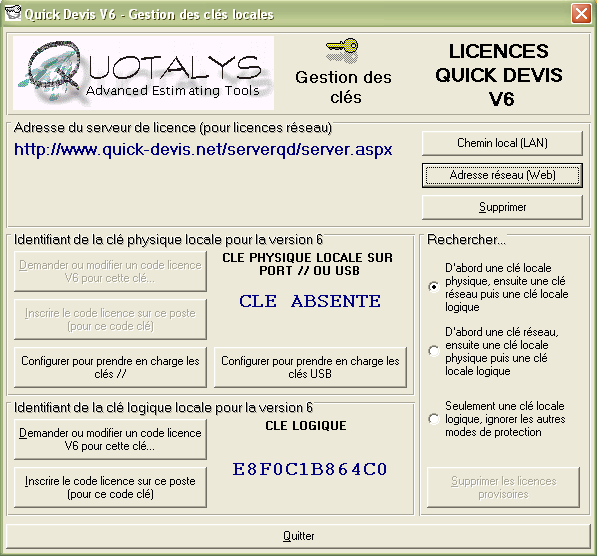 Quick Devis V6 - Gestion des clés locales
QUOTALYS
Advanced Estimating Tools
Gestion des
clés
LICENCES
QUICK DEVIS
V6
Adresse du serveur de licence (pour licences réseau)
http://www.quick-devis.net/serverqd/server.aspx
Chemin local (LAN)
Adresse réseau (Web)
Supprimer
Identifiant de la clé physique locale pour la version 6
Demander ou modifier un code licence
V6 pour cette clé...
Inscrire le code licence sur ce poste
(pour ce code clé)
CLE PHYSIQUE LOCALE SUR
PORT // OU USB
CLE ABSENTE
Configurer pour prendre en charge les
clés //
Configurer pour prendre en charge les
clés USB
Identifiant de la clé logique locale pour la version 6
Demander ou modifier un code licence
V6 pour cette clé...
Inscrire le code licence sur ce poste
(pour ce code clé)
CLE LOGIQUE
E8F0C1B864C0
Rechercher...
D'abord une clé locale
physique, ensuite une clé
réseau puis une clé locale
logique
D'abord une clé réseau,
ensuite une clé locale
physique puis une clé
locale logique
Seulement une clé locale
logique, ignorer les autres
modes de protection
Supprimer les licences
provisoires
Quitter